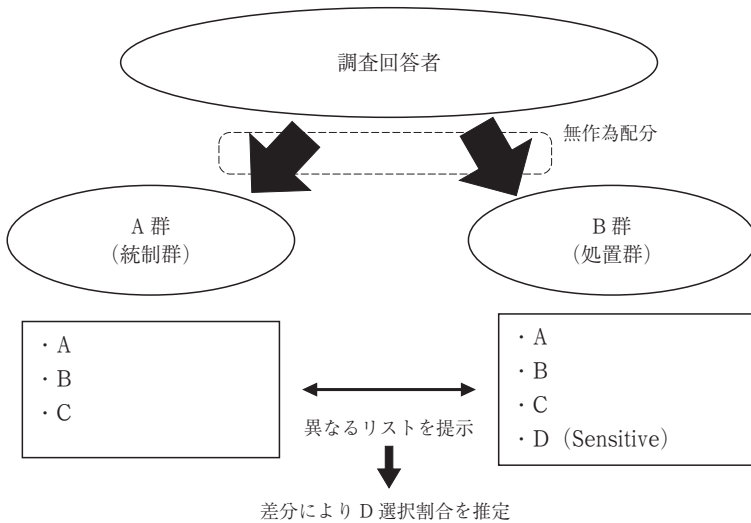 調査回答者
無作為配分
A 群
（統制群）
B 群
（処置群）
・A
・B
・C
・A
・B
・C
・D（Sensitive）
異なるリストを提示
差分により D 選択割合を推定